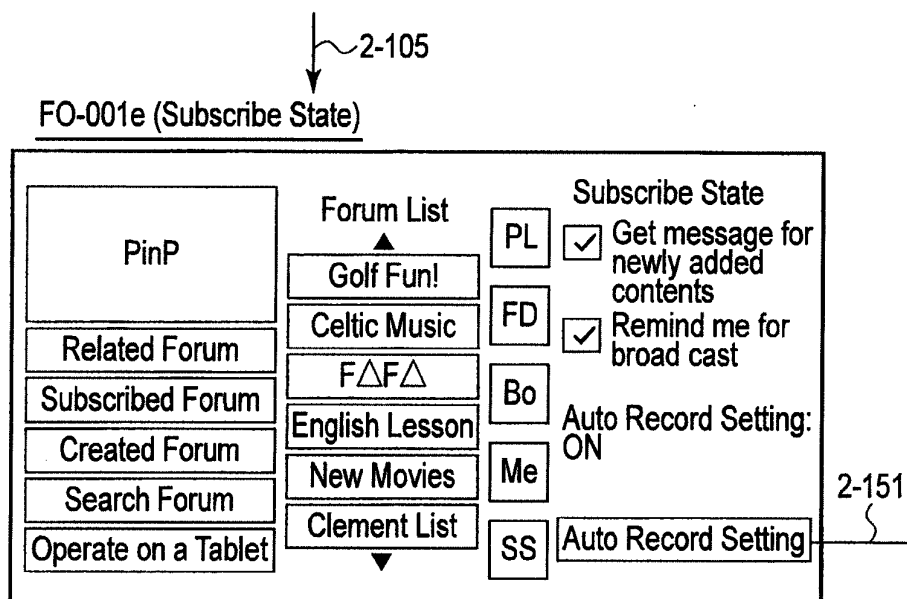 2-105
FO-001e (Subscribe State)
PinP
Related Forum
Subscribed Forum
Created Forum
Search Forum
Operate on a Tablet
Forum List
▲
Golf Fun!
Celtic Music
F△F△
English Lesson
New Movies
Clement List
▼
PL
FD
Bo
Me
SS
Subscribe State
Get message for
newly added
contents
Remind me for
broad cast
Auto Record Setting:
ON
Auto Record Setting
2-151